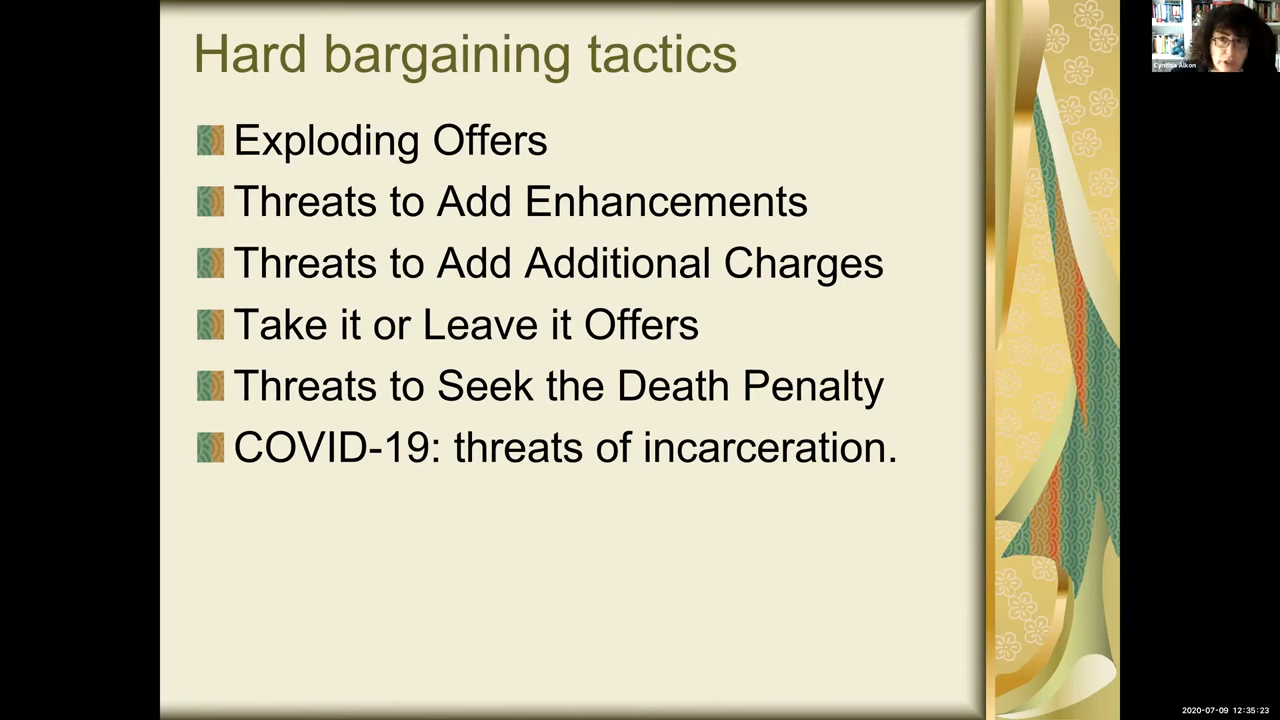 Hard bargaining tactics
Exploding Offers
Threats to Add Enhancements
Threats to Add Additional Charges
Take it or Leave it Offers
Threats to Seek the Death Penalty
COVID-19: threats of incarceration.
Cynthia Alkon
2020-07-09 12:35:23